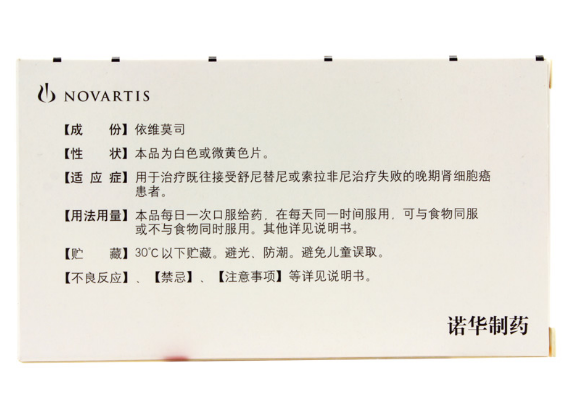 NOVARTIS
【成 份】依维莫司
【性 状】本品为白色或微黄色片。
【适 应 症】用于治疗既往接受舒尼替尼或索拉非尼治疗失败的晚期肾细胞癌
患者。
【用法用量】本品每日一次口服给药，在每天同一时间服用，可与食物同服
或不与食物同时服用。其他详见说明书。
【贮 藏】30℃以下贮藏。避光，防潮。避免儿童误取。
【不良反应】、【禁忌】、【注意事项】等详见说明书。
诺华制药